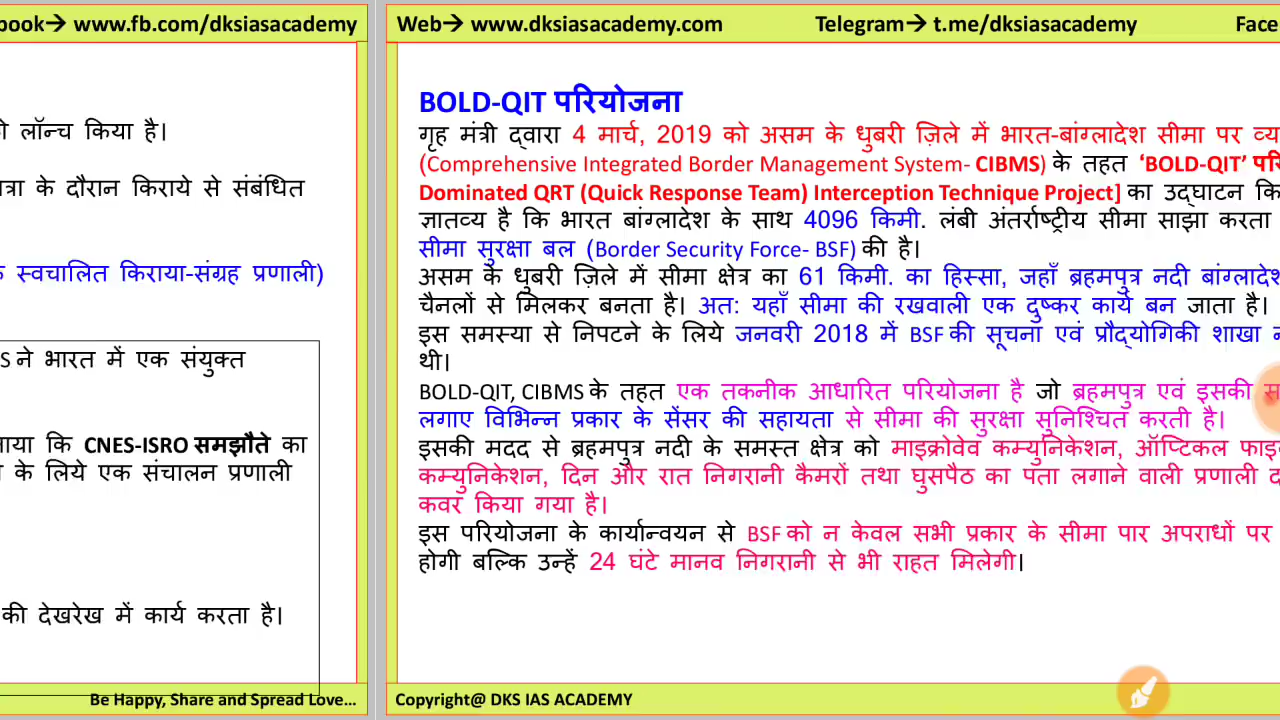 book→ www.fb.com/dksiasacademy
लॉन्च किया है।
के दौरान किराये से संबंधित
स्वचालित किराया-संग्रह प्रणाली)
S ने भारत में एक संयुक्त
कि CNES-ISRO समझौते का
के लिये एक संचालन प्रणाली
की देखरेख में कार्य करता है।
Be Happy, Share and Spread Love...
Web→ www.dksiasacademy.com Telegram→ t.me/dksiasacademy Face
BOLD-QIT परियोजना
गृह मंत्री द्वारा 4 मार्च, 2019 को असम के धुबरी ज़िले में भारत-बांग्लादेश सीमा पर
(Comprehensive Integrated Border Management System- CIBMS) के तहत ‘BOLD-QIT’
Dominated QRT (Quick Response Team) Interception Technique Project] का उद्घाटन
ज्ञातव्य है कि भारत बांग्लादेश के साथ 4096 किमी. लंबी अंतर्राष्ट्रीय सीमा साझा करता
सीमा सुरक्षा बल (Border Security Force- BSF) की है।
असम के धुबरी ज़िले में सीमा क्षेत्र का 61 किमी. का हिस्सा, जहाँ ब्रहमपुत्र नदी बांग्लादेश
चैनलों से मिलकर बनता है। अत: यहाँ सीमा की रखवाली एक दुष्कर कार्य बन जाता है।
इस समस्या से निपटने के लिये जनवरी 2018 में BSF की सूचना एवं प्रौद्योगिकी शाखा
थी।
BOLD-QIT, CIBMS के तहत एक तकनीक आधारित परियोजना है जो ब्रहमपुत्र एवं इसकी
लगाए विभिन्न प्रकार के सेंसर की सहायता से सीमा की सुरक्षा सुनिश्चित करती है।
इसकी मदद से ब्रहमपुत्र नदी के समस्त क्षेत्र को माइक्रोवेव कम्युनिकेशन, ऑप्टिकल
कम्युनिकेशन, दिन और रात निगरानी कैमरों तथा घुसपैठ का पता लगाने वाली प्रणाली
कवर किया गया है।
इस परियोजना के कार्यान्वयन से BSF को न केवल सभी प्रकार के सीमा पार अपराधों पर
होगी बल्कि उन्हें 24 घंटे मानव निगरानी से भी राहत मिलेगी।
Copyright@ DKS IAS ACADEMY